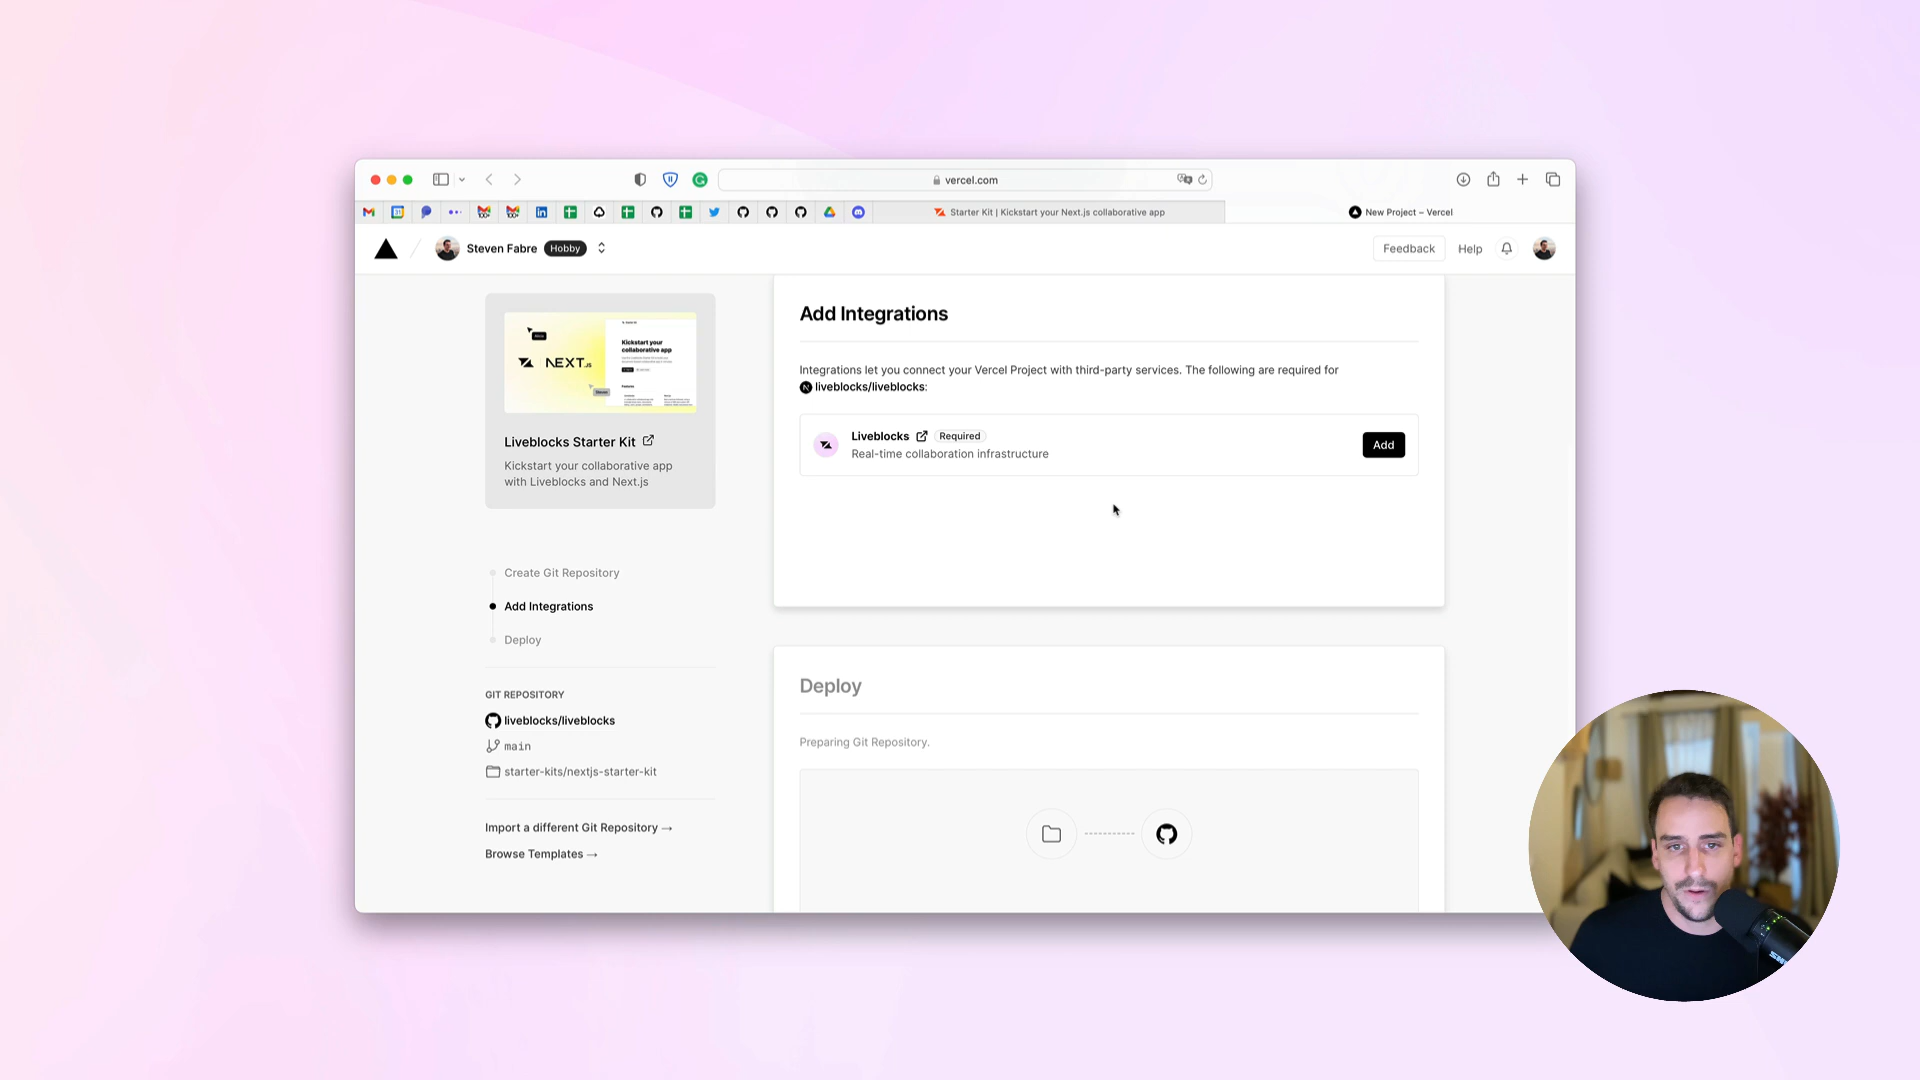 vercel.com
Starter Kit | Kickstart your Next.js collaborative app
New Project – Vercel
Steven Fabre
Hobby
Feedback
Help
NEXT.JS
Kickstart your
collaborative app
Liveblocks Starter Kit
Kickstart your collaborative app
with Liveblocks and Next.js
Create Git Repository
Add Integrations
Deploy
GIT REPOSITORY
liveblocks/liveblocks
main
starter-kits/nextjs-starter-kit
Import a different Git Repository →
Browse Templates →
Add Integrations
Integrations let you connect your Vercel Project with third-party services. The following are required for
liveblocks/liveblocks:
Liveblocks
Required
Real-time collaboration infrastructure
Add
Deploy
Preparing Git Repository.